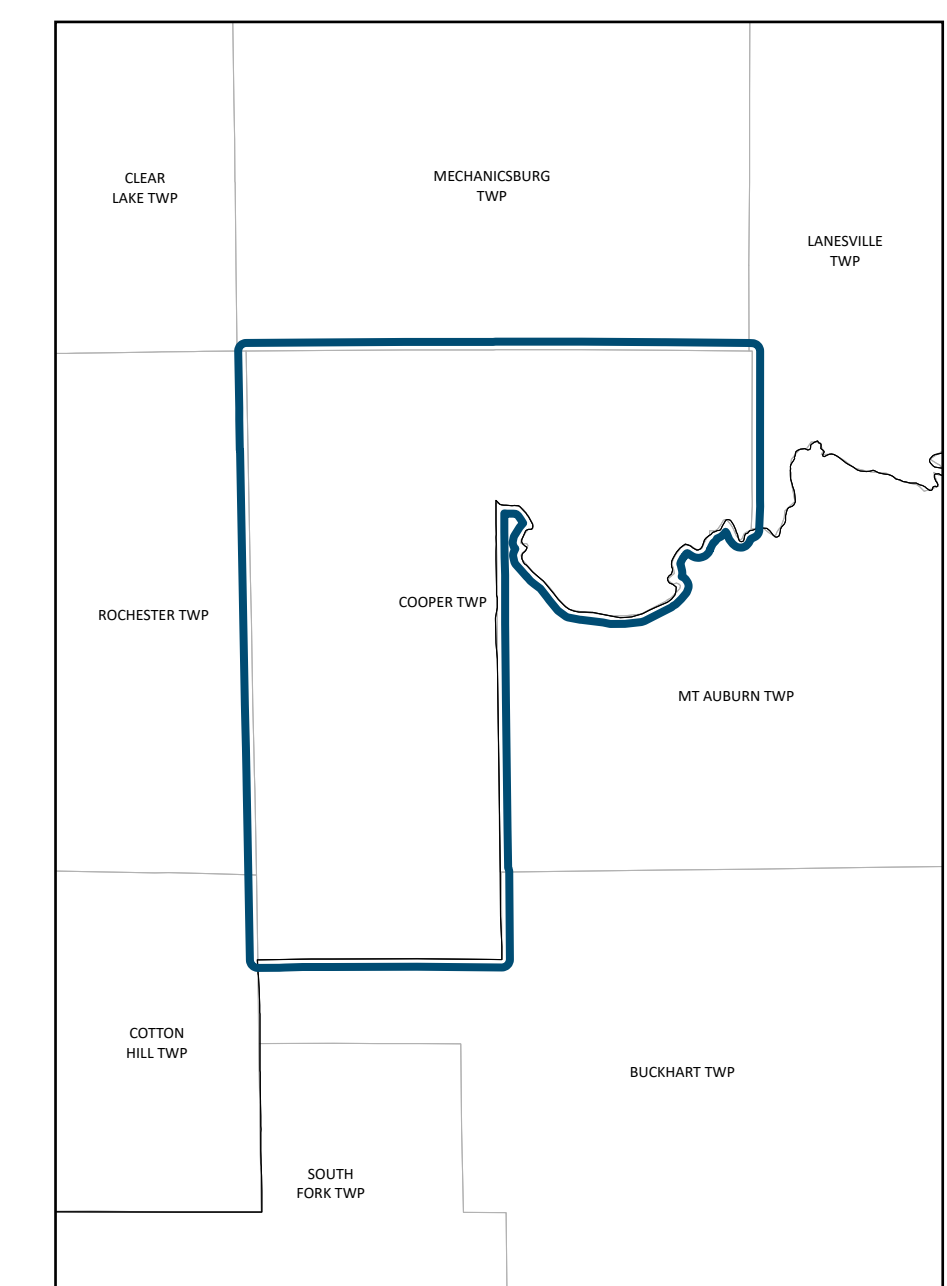 CLEAR
LAKE TWP
MECHANICSBURG
TWP
LANESVILLE
TWP
ROCHESTER TWP
COOPER TWP
MT AUBURN TWP
COTTON
HILL TWP
BUCKHART TWP
SOUTH
FORK TWP